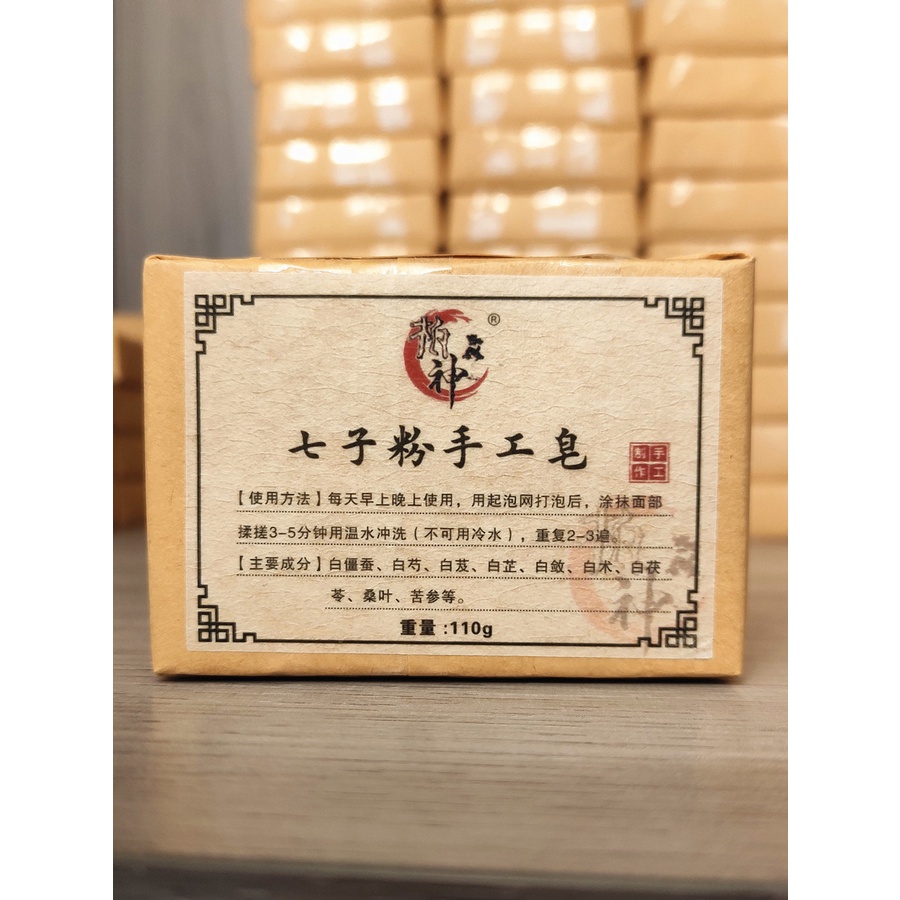 神
®
七子粉手工皂
手工
制作
【使用方法】每天早上晚上使用，用起泡网打泡后，涂抹面部
揉搓3-5分钟用温水冲洗（不可用冷水），重复2-3遍。
【主要成分】白僵蚕、白芍、白芨、白芷、白敛、白术、白茯
苓、桑叶、苦参等。
重量:110g